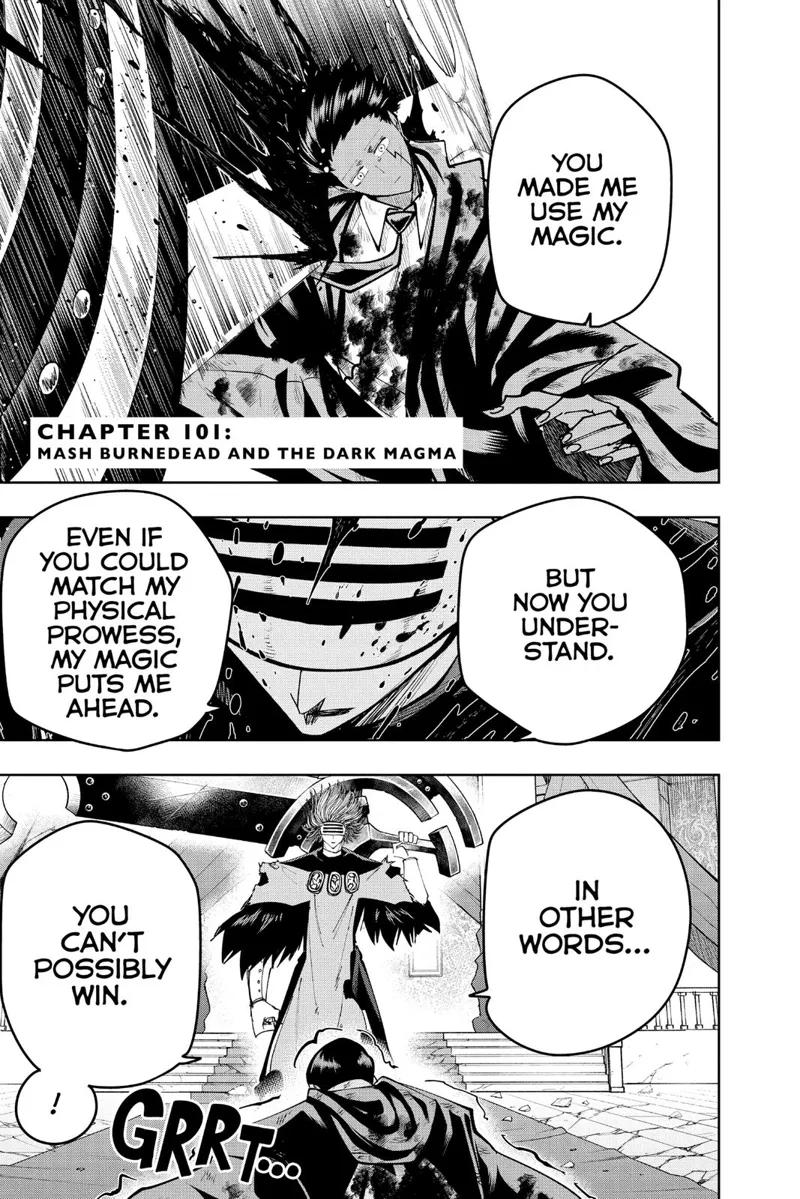 YOU
MADE ME
USE MY
MAGIC.
CHAPTER 101:
MASH BURNEDEAD AND THE DARK MAGMA
BUT
NOW YOU
UNDER-
STAND.
EVEN IF
YOU COULD
MATCH MY
PHYSICAL
PROWESS,
MY MAGIC
PUTS ME
AHEAD.
IN
OTHER
WORDS...
YOU
CAN'T
POSSIBLY
WIN.
!
GRRT...